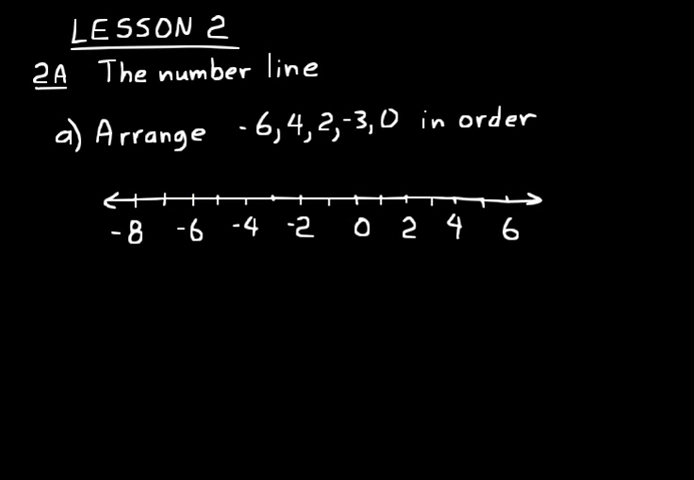 LESSON 2
2A The number line
a) Arrange -6, 4, 2, -3, 0 in order
-8 -6 -4 -2 0 2 4 6